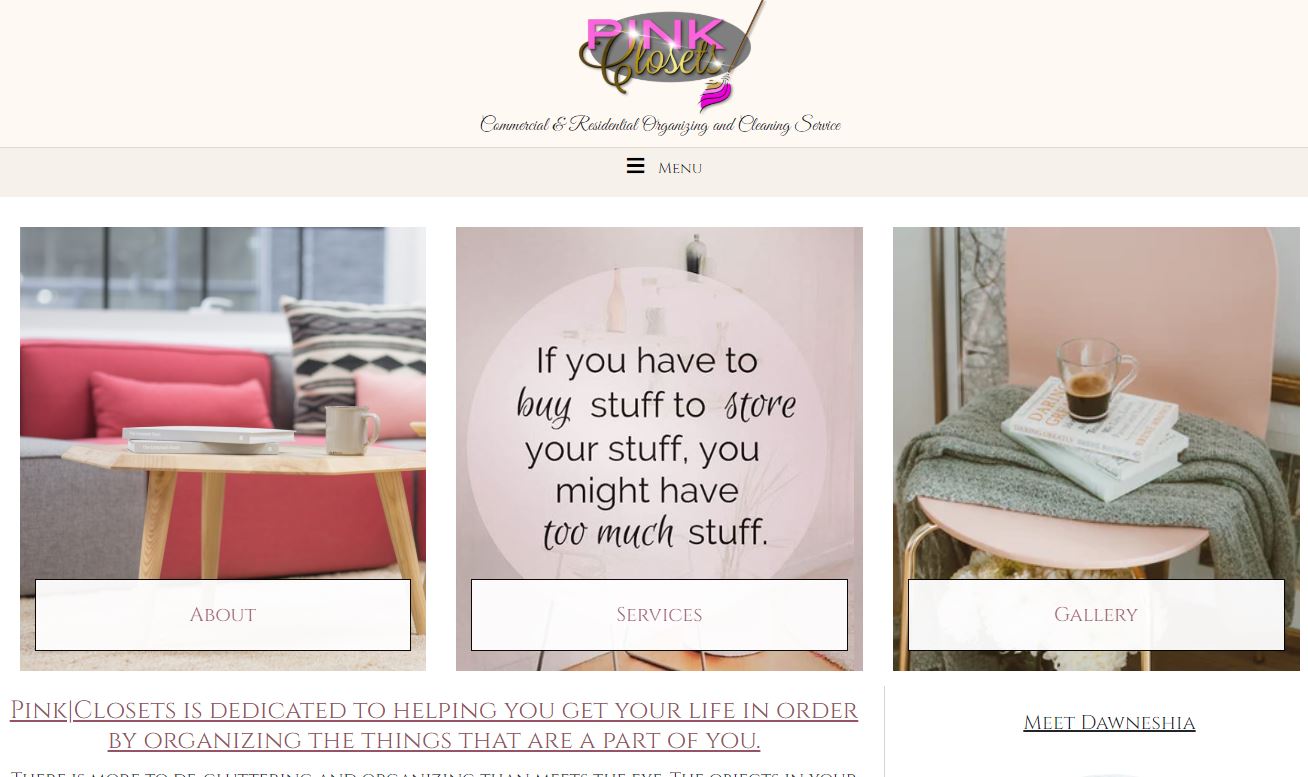 PINK
Closets
Commercial & Residential Organizing and Cleaning Service
Menu
If you have to
buy stuff to store
your stuff, you
might have
too much stuff.
About
Services
Gallery
Pink|Closets is dedicated to helping you get your life in order
by organizing the things that are a part of you.
Meet Dawneshia
There is more to de-cluttering and organizing than meets the eye. The objects in your